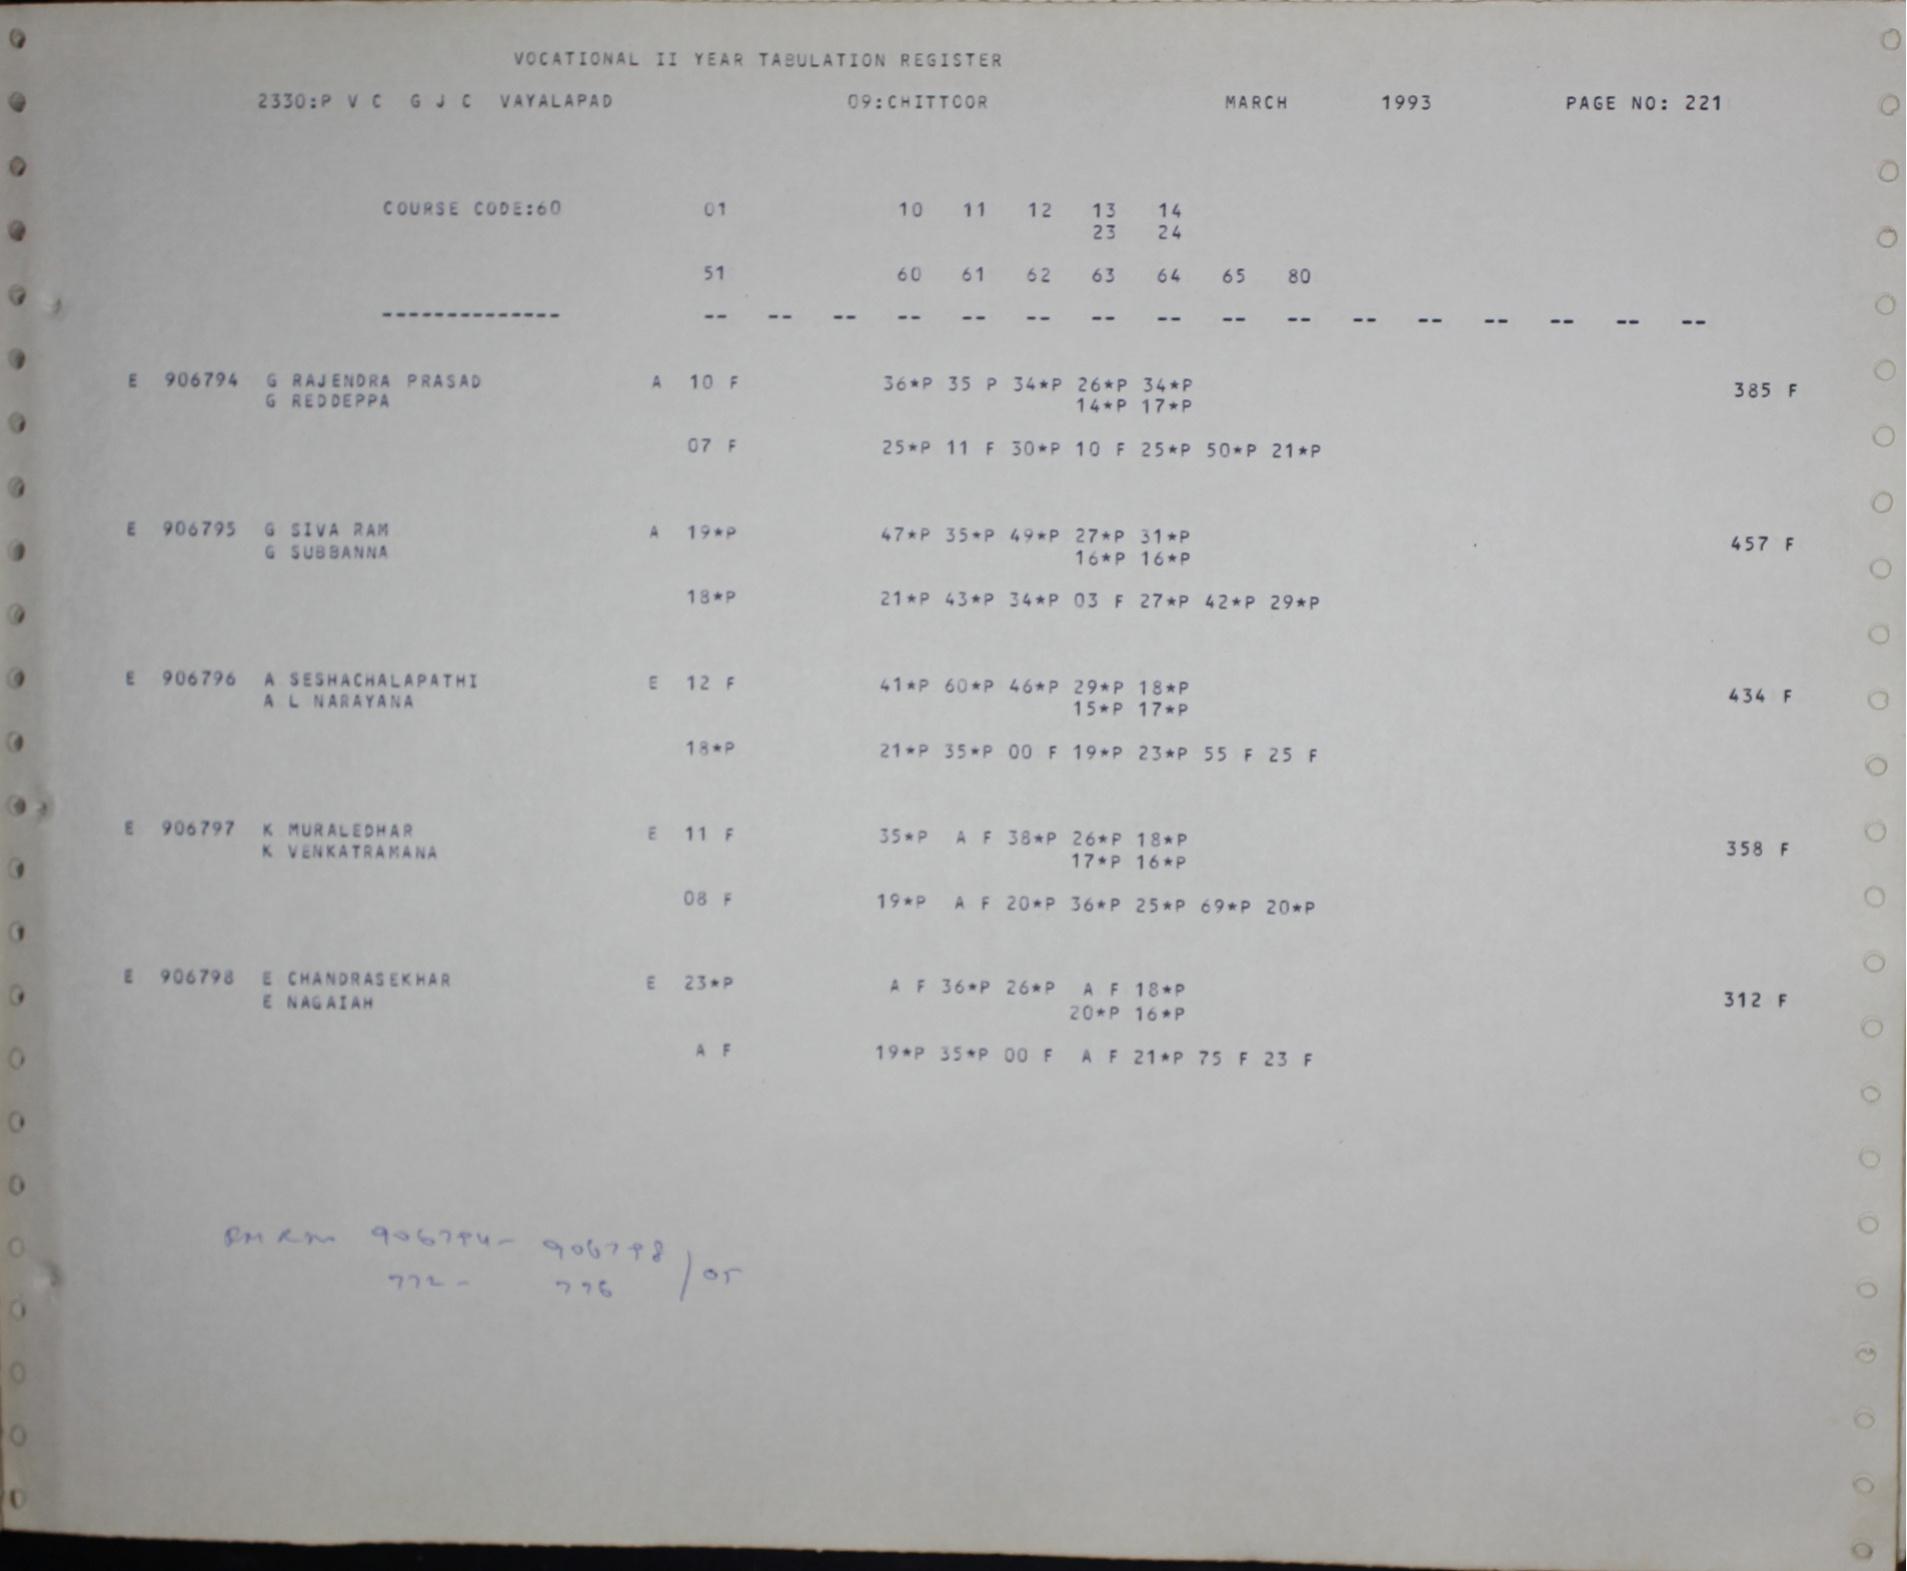 VOCATIONAL II YEAR TABULATION REGISTER
2330:P V C G J C VAYALAPAD 09:CHITTOOR MARCH 1993 PAGE NO: 221
COURSE CODE:60 01 10 11 12 13 14
23 24
51 60 61 62 63 64 65 80
-------------- -- -- -- -- -- -- -- -- -- -- -- -- -- -- -- --
E 906794 G RAJENDRA PRASAD A 10 F 36*P 35 P 34*P 26*P 34*P 385 F
G REDDEPPA 14*P 17*P
07 F 25*P 11 F 30*P 10 F 25*P 50*P 21*P
E 906795 G SIVA RAM A 19*P 47*P 35*P 49*P 27*P 31*P 457 F
G SUBBANNA 16*P 16*P
18*P 21*P 43*P 34*P 03 F 27*P 42*P 29*P
E 906796 A SESHACHALAPATHI E 12 F 41*P 60*P 46*P 29*P 18*P 434 F
A L NARAYANA 15*P 17*P
18*P 21*P 35*P 00 F 19*P 23*P 55 F 25 F
E 906797 K MURALEDHAR E 11 F 35*P A F 38*P 26*P 18*P 358 F
K VENKATRAMANA 17*P 16*P
08 F 19*P A F 20*P 36*P 25*P 69*P 20*P
E 906798 E CHANDRASEKHAR E 23*P A F 36*P 26*P A F 18*P 312 F
E NAGAIAH 20*P 16*P
A F 19*P 35*P 00 F A F 21*P 75 F 23 F
906794- 906798
772- 776 /05